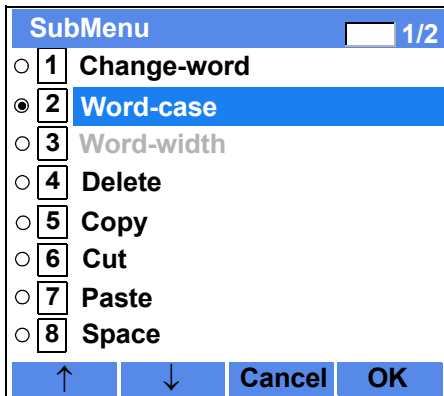 SubMenu 1/2
1 Change-word
2 Word-case
3 Word-width
4 Delete
5 Copy
6 Cut
7 Paste
8 Space
↑ ↓ Cancel OK